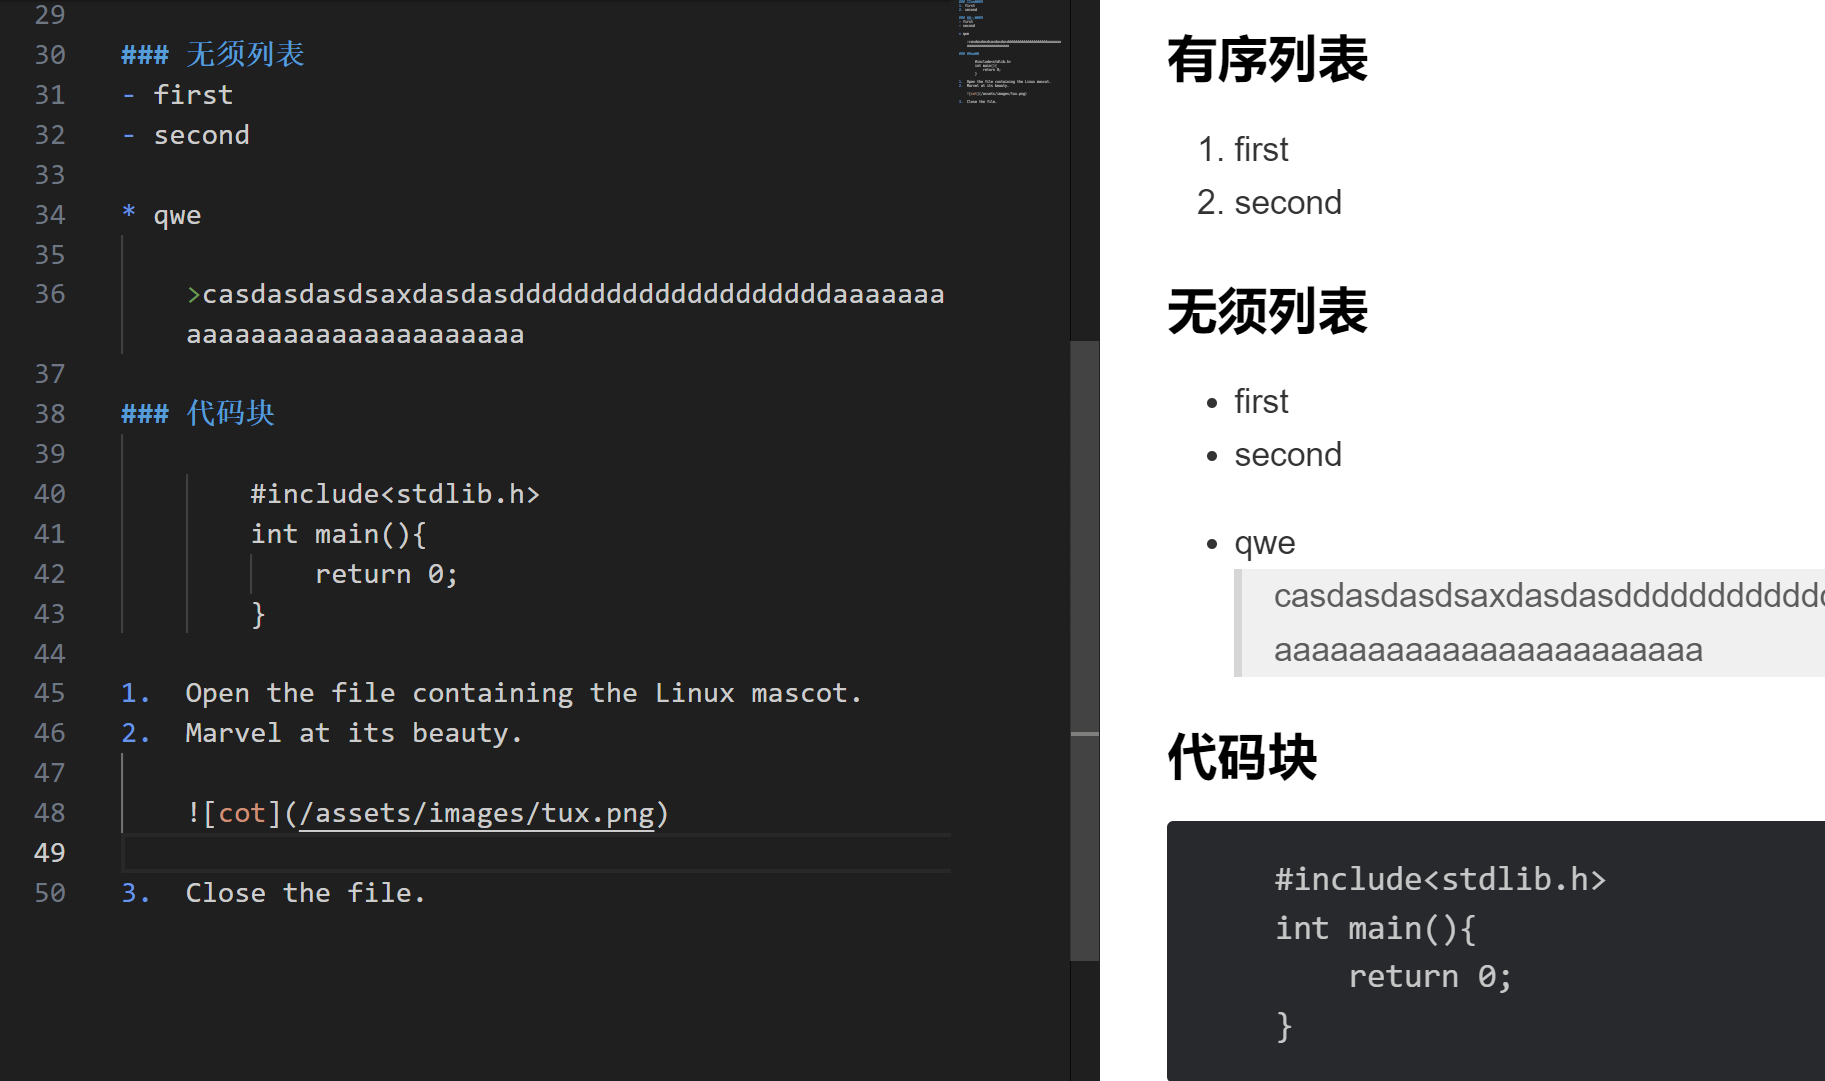 29
30 ### 无须列表
31 - first
32 - second
33
34 * qwe
35
36 >casdasdasdsaxdasdasddddddddddddddddddddaaaaaaa
aaaaaaaaaaaaaaaaaaaaa
37
38 ### 代码块
39
40 #include<stdlib.h>
41 int main(){
42 return 0;
43 }
44
45 1. Open the file containing the Linux mascot.
46 2. Marvel at its beauty.
47
48 ![cot](/assets/images/tux.png)
49
50 3. Close the file.
有序列表
1. first
2. second
无须列表
• first
• second
• qwe
casdasdasdsaxdasdasddddddddddd
aaaaaaaaaaaaaaaaaaaaaaa
代码块
#include<stdlib.h>
int main(){
return 0;
}